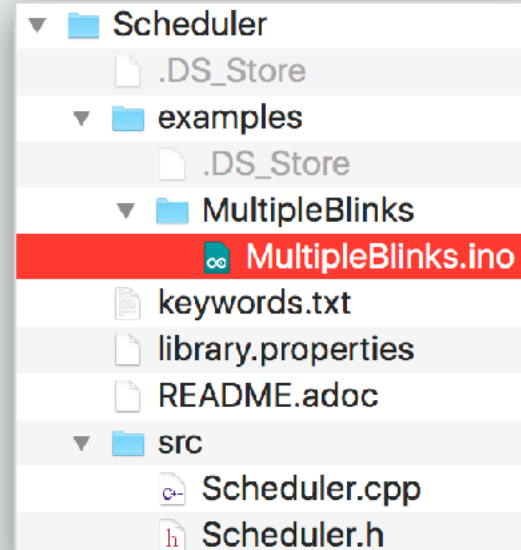 Scheduler
.DS_Store
examples
.DS_Store
MultipleBlinks
MultipleBlinks.ino
keywords.txt
library.properties
README.adoc
src
C+- Scheduler.cpp
h Scheduler.h